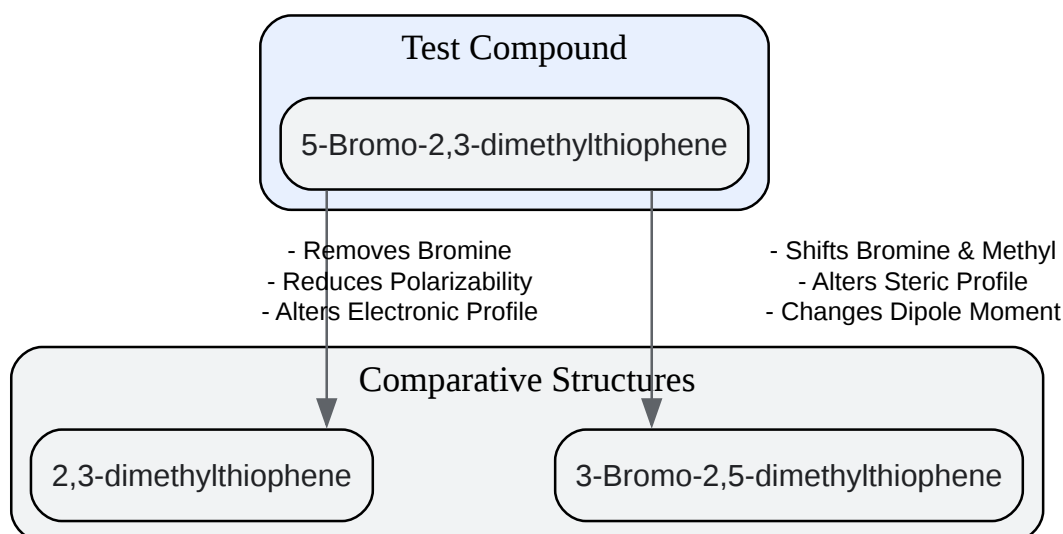 Test Compound
5-Bromo-2,3-dimethylthiophene
- Removes Bromine
- Reduces Polarizability
- Alters Electronic Profile
- Shifts Bromine & Methyl
- Alters Steric Profile
- Changes Dipole Moment
Comparative Structures
2,3-dimethylthiophene
3-Bromo-2,5-dimethylthiophene